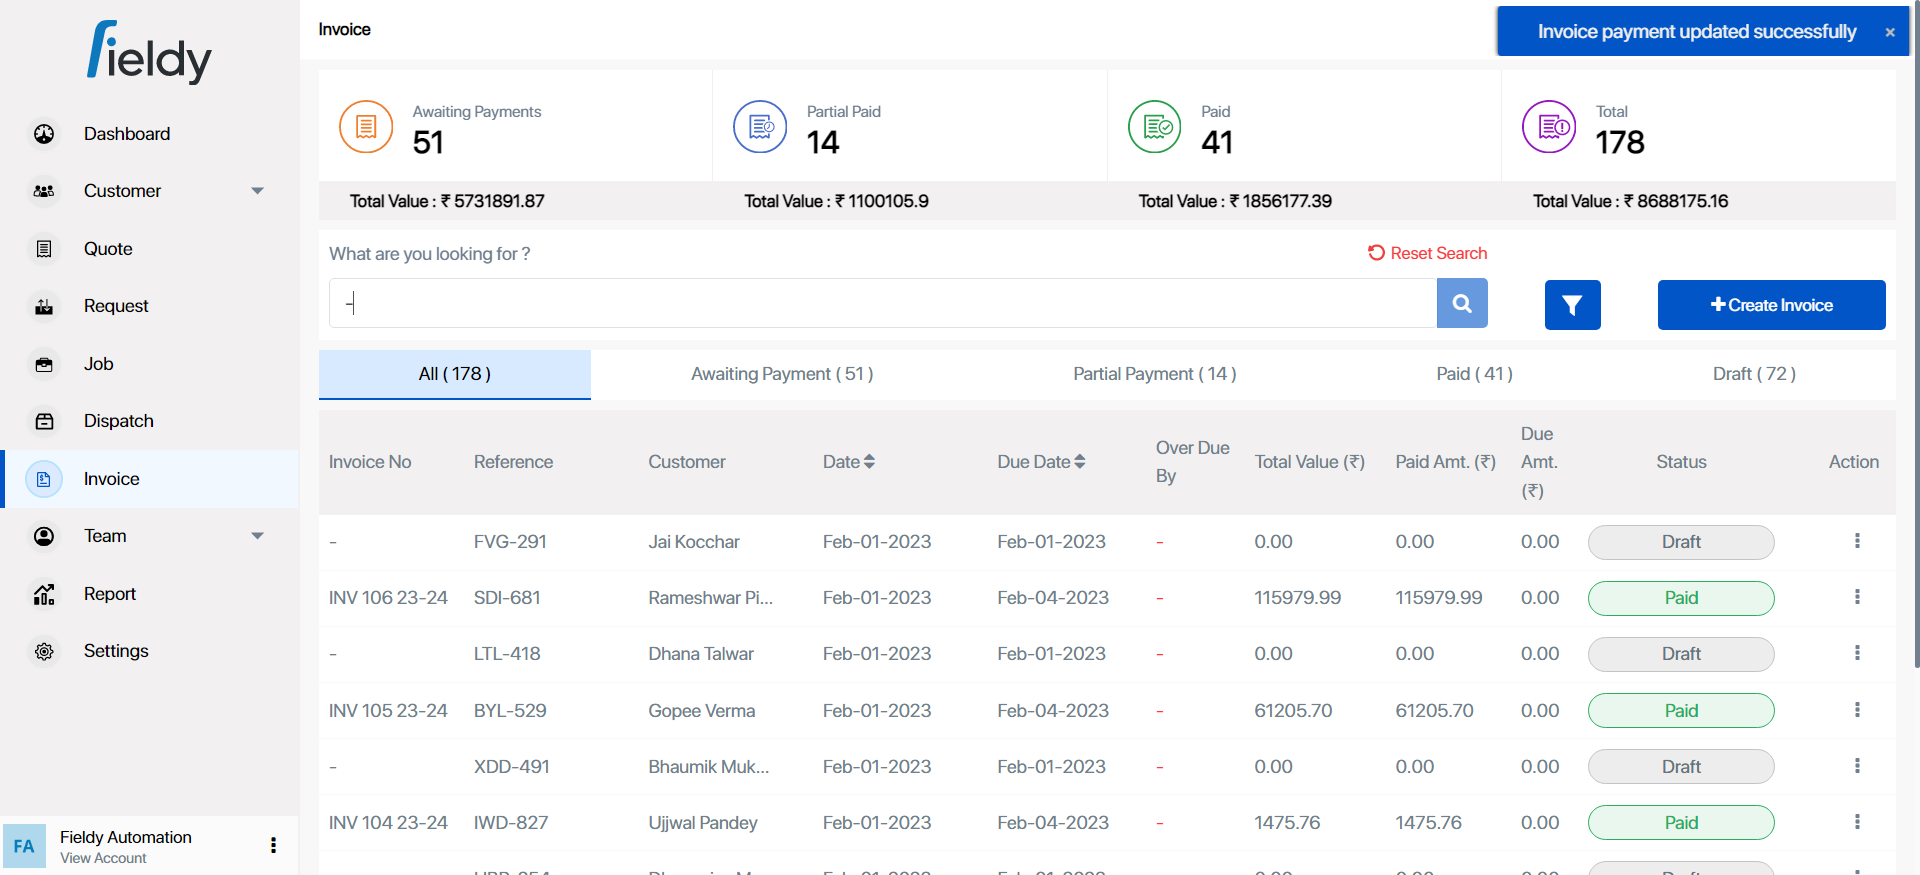 Fieldy
Dashboard
Customer
Quote
Request
Job
Dispatch
Invoice
Team
Report
Settings
FA
Fieldy Automation
View Account
Invoice
Invoice payment updated successfully ×
Awaiting Payments
51
Total Value : ₹ 5731891.87
Partial Paid
14
Total Value : ₹ 1100105.9
Paid
41
Total Value : ₹ 1856177.39
Total
178
Total Value : ₹ 8688175.16
What are you looking for ?
Reset Search
-
Create Invoice
All ( 178 ) Awaiting Payment ( 51 ) Partial Payment ( 14 ) Paid ( 41 ) Draft ( 72 )
Invoice No Reference Customer Date Due Date Over Due By Total Value (₹) Paid Amt. (₹) Due Amt. (₹) Status Action
- FVG-291 Jai Kocchar Feb-01-2023 Feb-01-2023 - 0.00 0.00 0.00 Draft
INV 106 23-24 SDI-681 Rameshwar Pi... Feb-01-2023 Feb-04-2023 - 115979.99 115979.99 0.00 Paid
- LTL-418 Dhana Talwar Feb-01-2023 Feb-01-2023 - 0.00 0.00 0.00 Draft
INV 105 23-24 BYL-529 Gopee Verma Feb-01-2023 Feb-04-2023 - 61205.70 61205.70 0.00 Paid
- XDD-491 Bhaumik Muk... Feb-01-2023 Feb-01-2023 - 0.00 0.00 0.00 Draft
INV 104 23-24 IWD-827 Ujjwal Pandey Feb-01-2023 Feb-04-2023 - 1475.76 1475.76 0.00 Paid